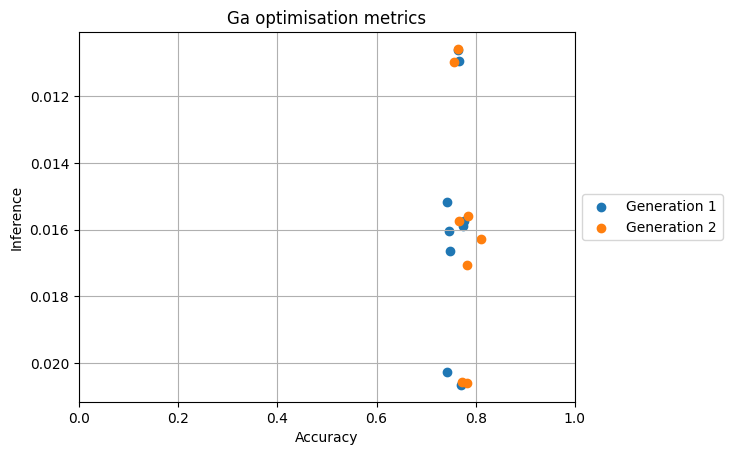 Ga optimisation metrics
Inference
0.012
0.014
0.016
0.018
0.020
0.0 0.2 0.4 0.6 0.8 1.0
Accuracy
Generation 1
Generation 2